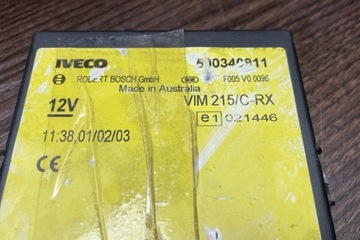 IVECO 500340811
ROBERT BOSCH GmbH F005 V0 0096
Made in Australia
12V VIM 215/C-RX
e1 021446
11:38,01/02/03
CE